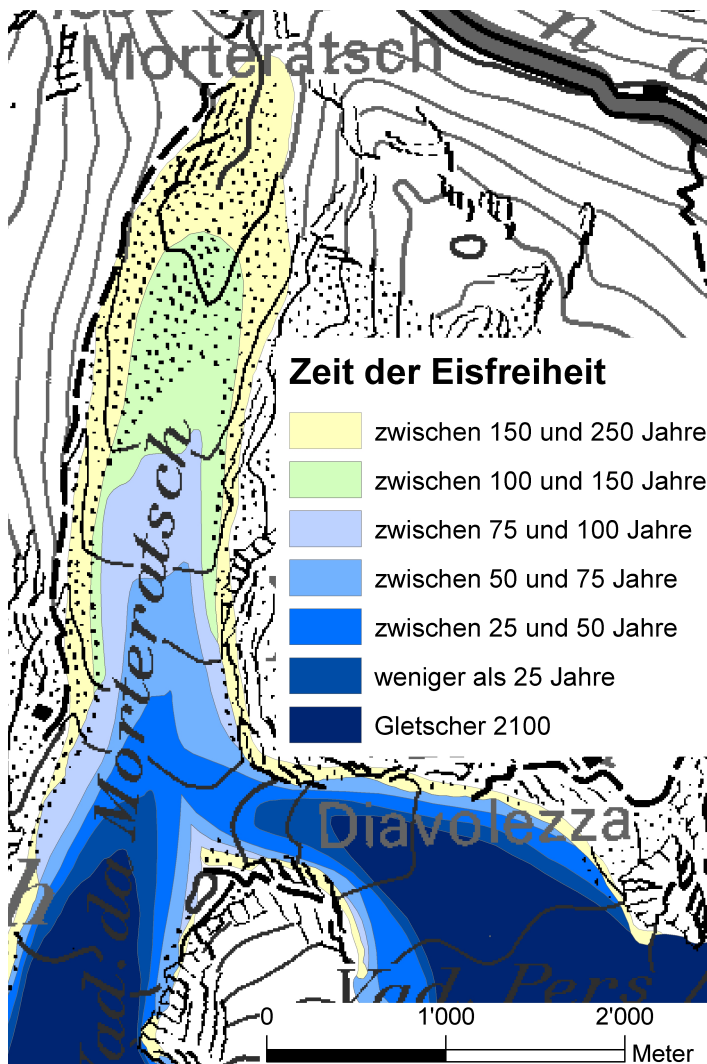 Morteratsch
n a
Zeit der Eisfreiheit
zwischen 150 und 250 Jahre
zwischen 100 und 150 Jahre
zwischen 75 und 100 Jahre
zwischen 50 und 75 Jahre
zwischen 25 und 50 Jahre
weniger als 25 Jahre
Gletscher 2100
Vad. da Morteratsch
Diavolezza
h
Vad. Pers
0 1'000 2'000
Meter